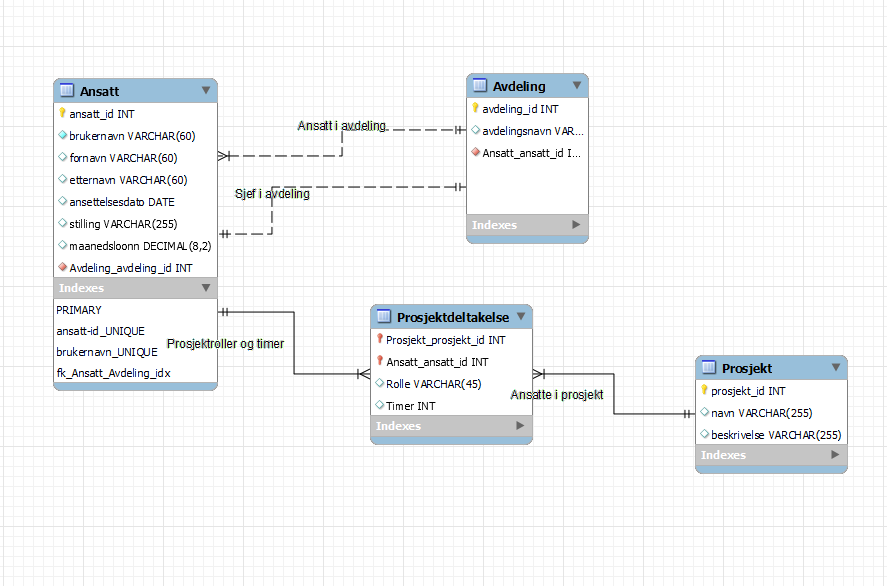 Ansatt
ansatt_id INT
brukernavn VARCHAR(60)
fornavn VARCHAR(60)
etternavn VARCHAR(60)
ansettelsesdato DATE
stilling VARCHAR(255)
maanedsloonn DECIMAL(8,2)
Avdeling_avdeling_id INT
Indexes
PRIMARY
ansatt-id_UNIQUE
brukernavn_UNIQUE
fk_Ansatt_Avdeling_idx
Ansatt i avdeling
Sjef i avdeling
Avdeling
avdeling_id INT
avdelingsnavn VAR...
Ansatt_ansatt_id I...
Indexes
Prosjektroller og timer
Prosjektdeltakelse
Prosjekt_prosjekt_id INT
Ansatt_ansatt_id INT
Rolle VARCHAR(45)
Timer INT
Indexes
Ansatte i prosjekt
Prosjekt
prosjekt_id INT
navn VARCHAR(255)
beskrivelse VARCHAR(255)
Indexes